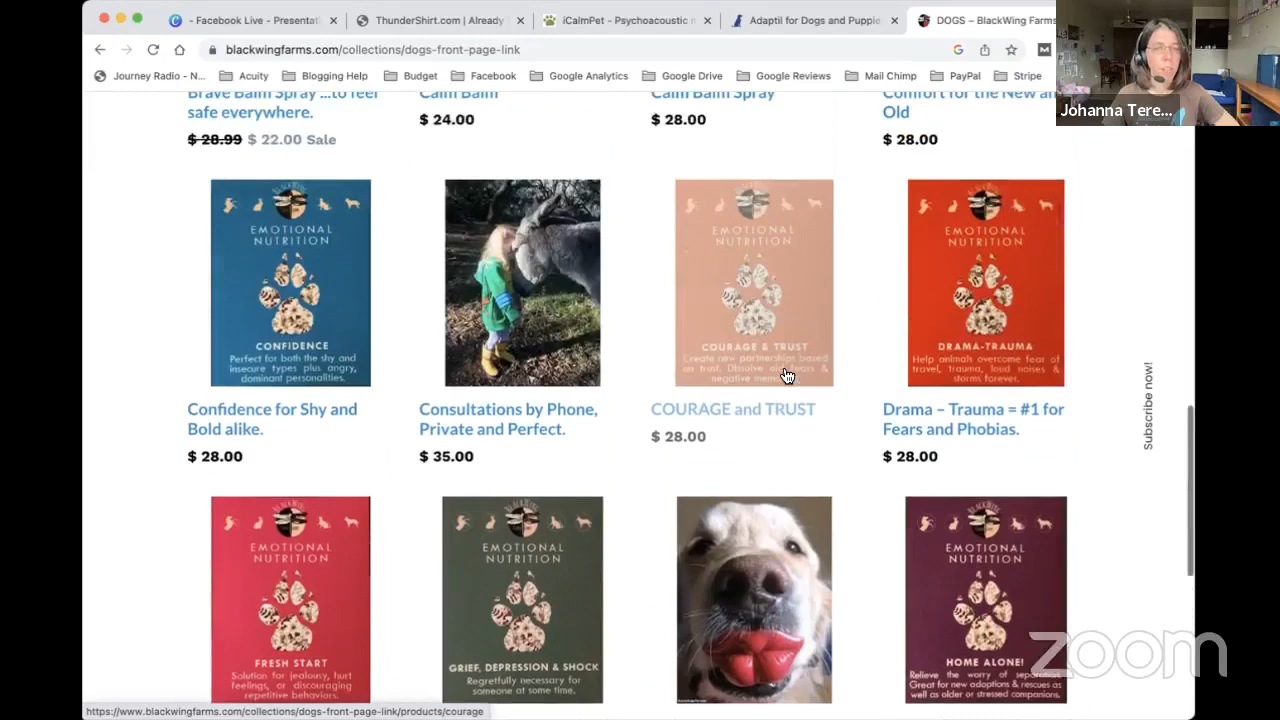 - Facebook Live - Presentati
ThunderShirt.com | Already
iCalmPet - Psychoacoustic m
Adaptil for Dogs and Puppie
DOGS – BlackWing Farms
blackwingfarms.com/collections/dogs-front-page-link
Journey Radio - N...
Acuity
Blogging Help
Budget
Facebook
Google Analytics
Google Drive
Google Reviews
Mail Chimp
PayPal
Stripe
Johanna Tere...
Brave Balm Spray ...to feel
safe everywhere.
$ 28.99 $ 22.00 Sale
Calm Balm
$ 24.00
Calm Balm Spray
$ 28.00
Comfort for the New an
Old
$ 28.00
EMOTIONAL
NUTRITION
CONFIDENCE
Perfect for both the shy and
insecure types plus angry,
dominant personalities.
Confidence for Shy and
Bold alike.
$ 28.00
Consultations by Phone,
Private and Perfect.
$ 35.00
EMOTIONAL
NUTRITION
COURAGE & TRUST
Create new partnerships based
on trust. Dissolve & 
negative
COURAGE and TRUST
$ 28.00
EMOTIONAL
NUTRITION
DRAMA-TRAUMA
Help animals overcome fear of
travel, trauma, loud noises &
storms forever.
Drama – Trauma = #1 for
Fears and Phobias.
$ 28.00
Subscribe now!
EMOTIONAL
NUTRITION
FRESH START
Solution for jealousy, hurt
feelings, or discouraging
repetitive behaviors.
EMOTIONAL
NUTRITION
GRIEF, DEPRESSION & SHOCK
Regretfully necessary for
someone at some time.
EMOTIONAL
NUTRITION
HOME ALONE!
Relieve the worry of separation.
Great for new adoptions & rescues as
well as older or stressed companions.
zoom
https://www.blackwingfarms.com/collections/dogs-front-page-link/products/courage